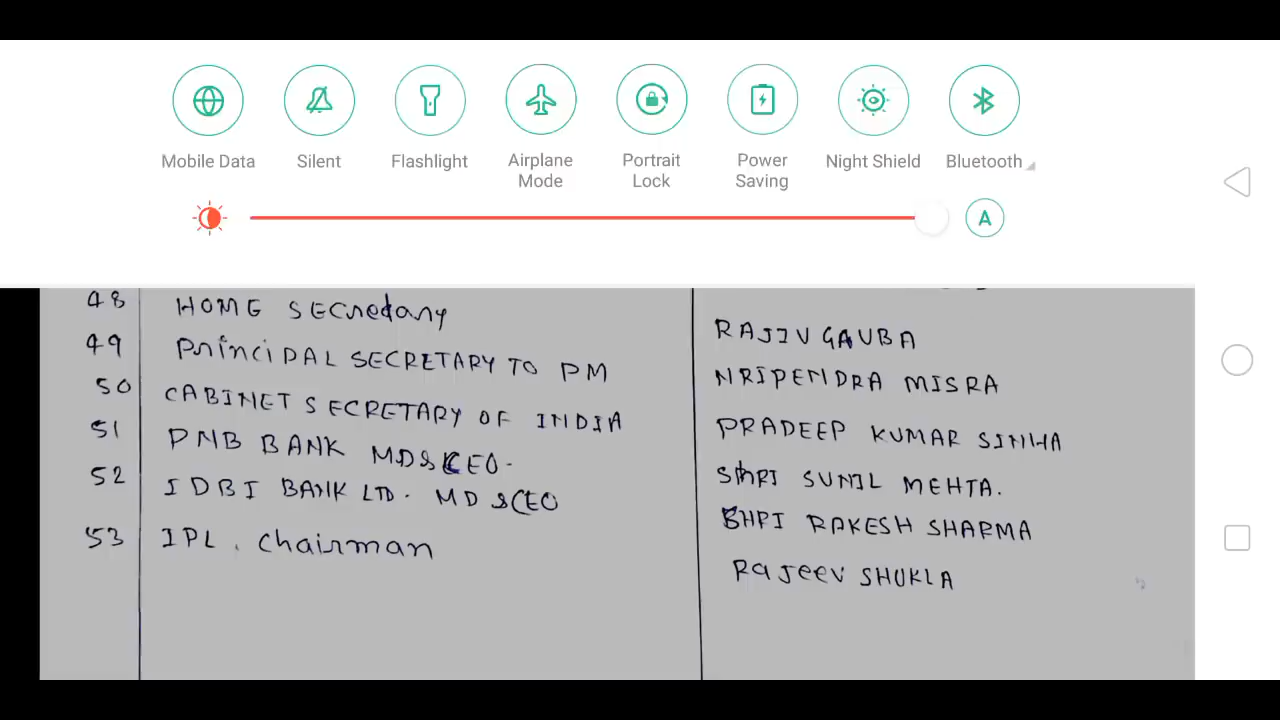 Mobile Data
Silent
Flashlight
Airplane
Mode
Portrait
Lock
Power
Saving
Night Shield
Bluetooth
A
48 HOME SECretary RAJIV GAUBA
49 PrinciPAL SECRETARY TO PM NRIPENDRA MISRA
50 CABINET SECRETARY OF INDIA PRADEEP KUMAR SINHA
51 PNB BANK MD&CEO. SHRI SUNIL MEHTA.
52 IDBI BANK LTD. MD &CEO SHRI RAKESH SHARMA
53 IPL. Chairman RaJeev SHUKLA